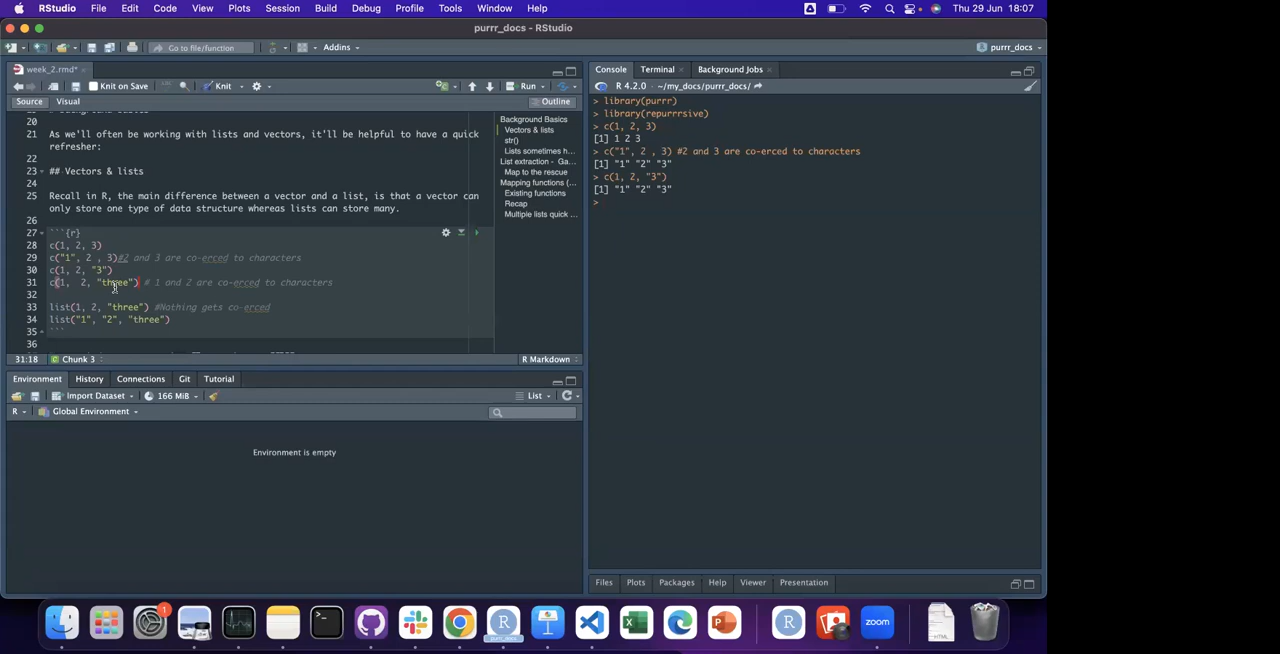 RStudio File Edit Code View Plots Session Build Debug Profile Tools Window Help Thu 29 Jun 18:07
purrr_docs - RStudio
Go to file/function Addins purrr_docs
week_2.rmd*
Knit on Save Knit Run
Source Visual Outline
20
21 As we'll often be working with lists and vectors, it'll be helpful to have a quick
refresher:
22
23 ## Vectors & lists
24
25 Recall in R, the main difference between a vector and a list, is that a vector can
only store one type of data structure whereas lists can store many.
26
27 ```{r}
28 c(1, 2, 3)
29 c("1", 2 , 3)#2 and 3 are co-erced to characters
30 c(1, 2, "3")
31 c(1,  2, "three") # 1 and 2 are co-erced to characters
32
33 list(1, 2, "three") #Nothing gets co-erced
34 list("1", "2", "three")
35 ```
36
31:18 Chunk 3 R Markdown
Background Basics
Vectors & lists
str()
Lists sometimes h...
List extraction - Ga...
Map to the rescue
Mapping functions (...
Existing functions
Recap
Multiple lists quick ...
Environment History Connections Git Tutorial
Import Dataset 166 MiB List
R Global Environment
Environment is empty
Console Terminal Background Jobs
R 4.2.0 · ~/my_docs/purrr_docs/
> library(purrr)
> library(repurrrsive)
> c(1, 2, 3)
[1] 1 2 3
> c("1", 2 , 3) #2 and 3 are co-erced to characters
[1] "1" "2" "3"
> c(1, 2, "3")
[1] "1" "2" "3"
>
Files Plots Packages Help Viewer Presentation
1
zoom
purrr_docs
HTML